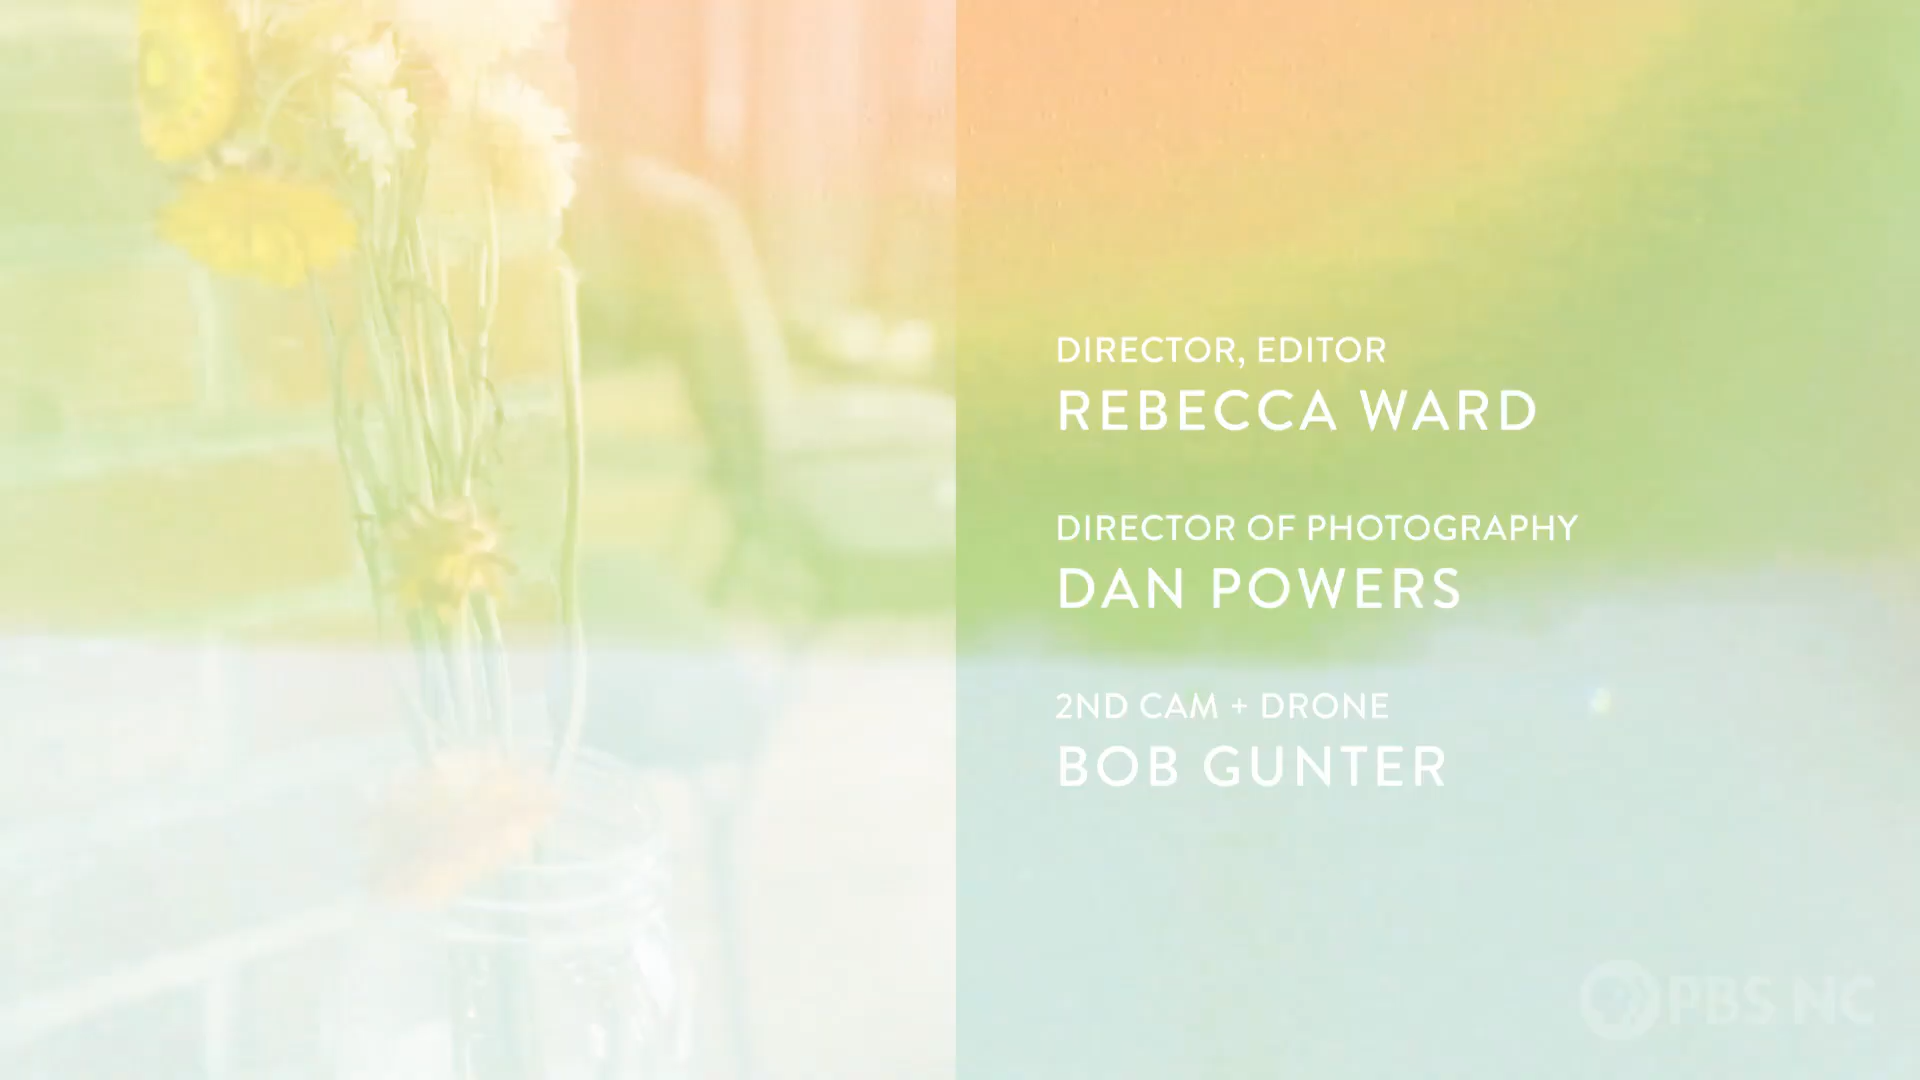 DIRECTOR, EDITOR
REBECCA WARD
DIRECTOR OF PHOTOGRAPHY
DAN POWERS
2ND CAM + DRONE
BOB GUNTER
PBS NC